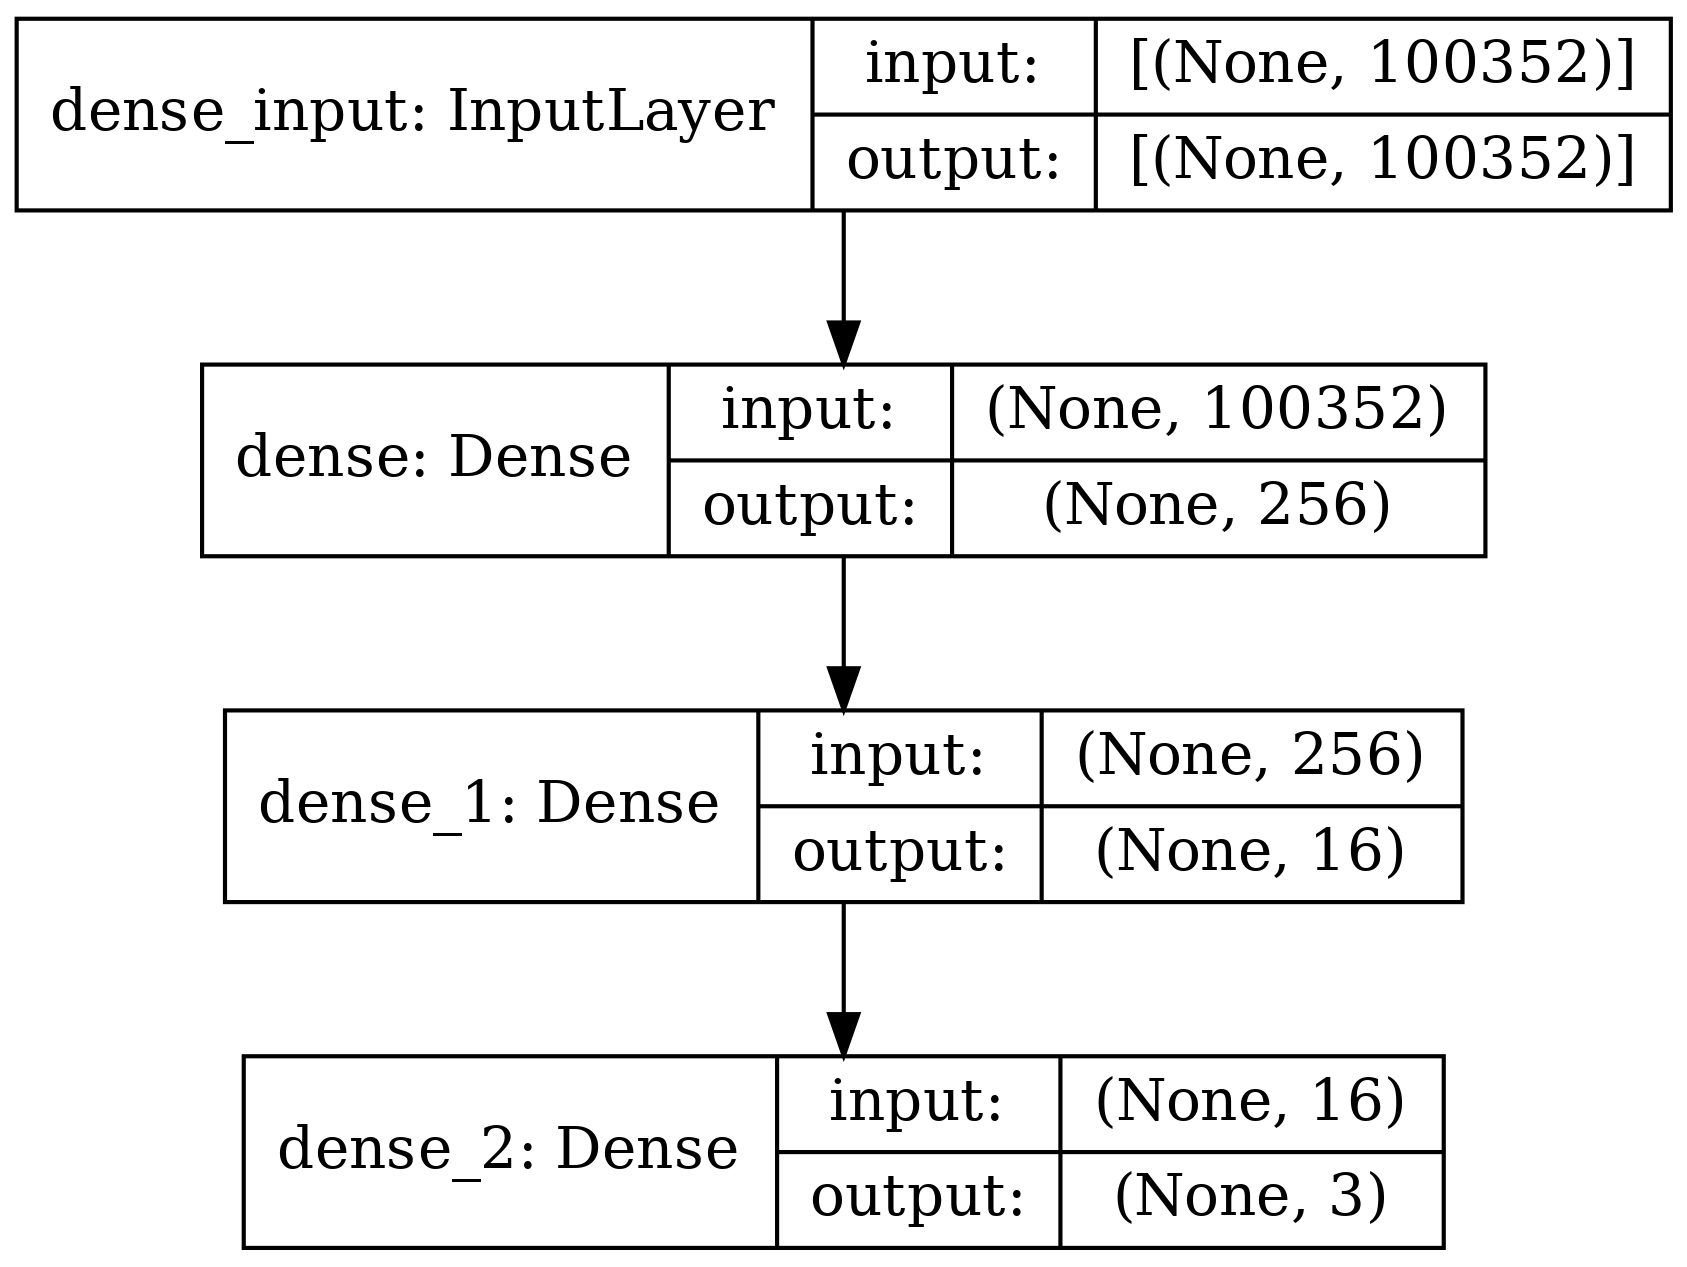 dense_input: InputLayer
input:
[(None, 100352)]
output:
[(None, 100352)]
dense: Dense
input:
(None, 100352)
output:
(None, 256)
dense_1: Dense
input:
(None, 256)
output:
(None, 16)
dense_2: Dense
input:
(None, 16)
output:
(None, 3)